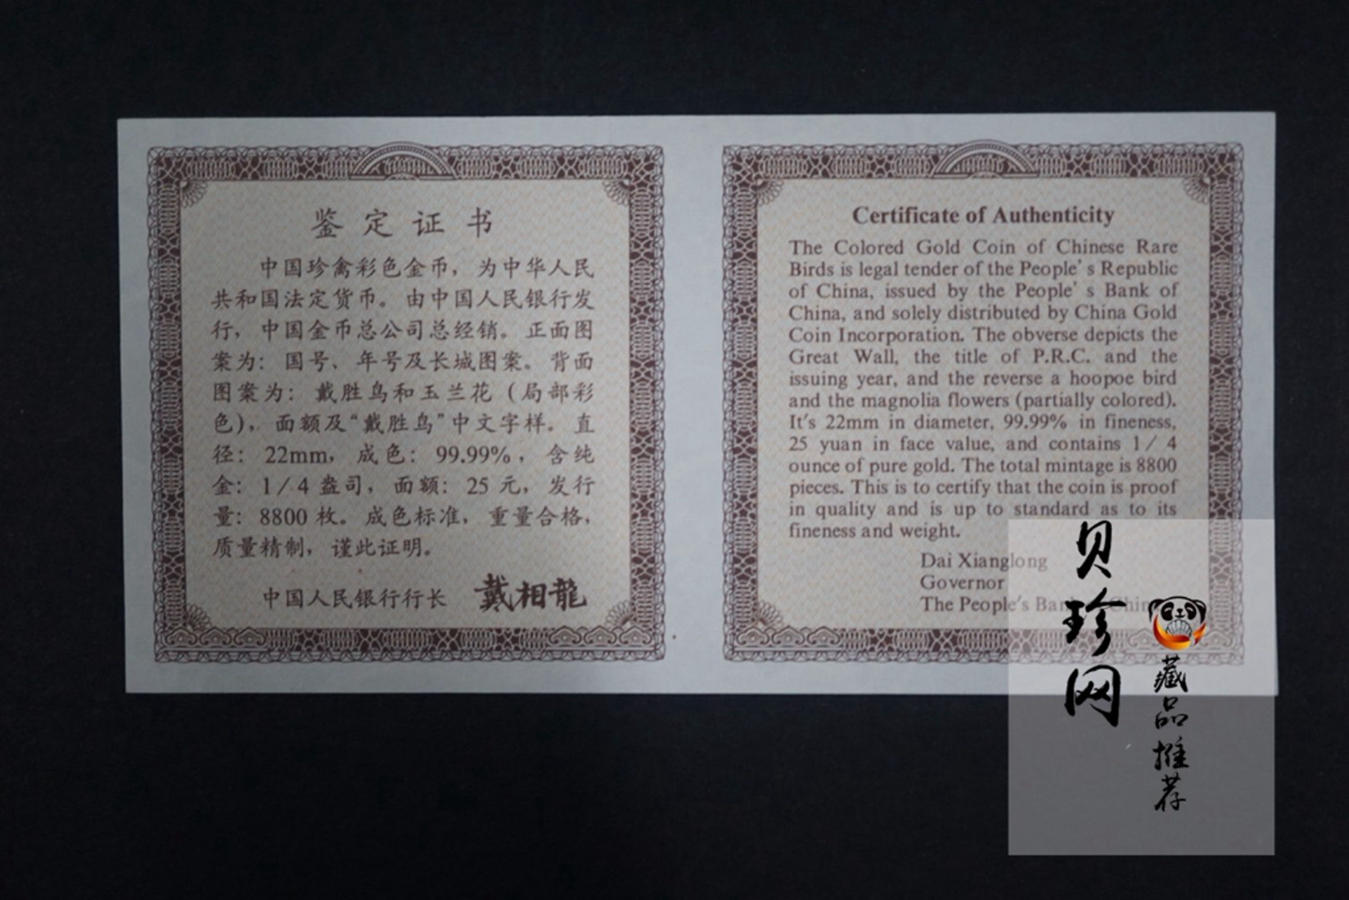 鉴定证书
中国珍禽彩色金币，为中华人民
共和国法定货币。由中国人民银行发
行，中国金币总公司总经销。正面图
案为：国号、年号及长城图案。背面
图案为：戴胜鸟和玉兰花（局部彩
色），面额及“戴胜鸟”中文字样。直
径：22mm，成色：99.99%，含纯
金：1/4盎司，面额：25元，发行
量：8800枚。成色标准，重量合格，
质量精制，谨此证明。
中国人民银行行长 戴相龍
Certificate of Authenticity
The Colored Gold Coin of Chinese Rare
Birds is legal tender of the People's Republic
of China, issued by the People's Bank of
China, and solely distributed by China Gold
Coin Incorporation. The obverse depicts the
Great Wall, the title of P.R.C. and the
issuing year, and the reverse a hoopoe bird
and the magnolia flowers (partially colored).
It's 22mm in diameter, 99.99% in fineness,
25 yuan in face value, and contains 1/4
ounce of pure gold. The total mintage is 8800
pieces. This is to certify that the coin is proof
in quality and is up to standard as to its
fineness and weight.
Dai Xianglong
Governor
The People's Bank of China
贝珍网
藏品推荐